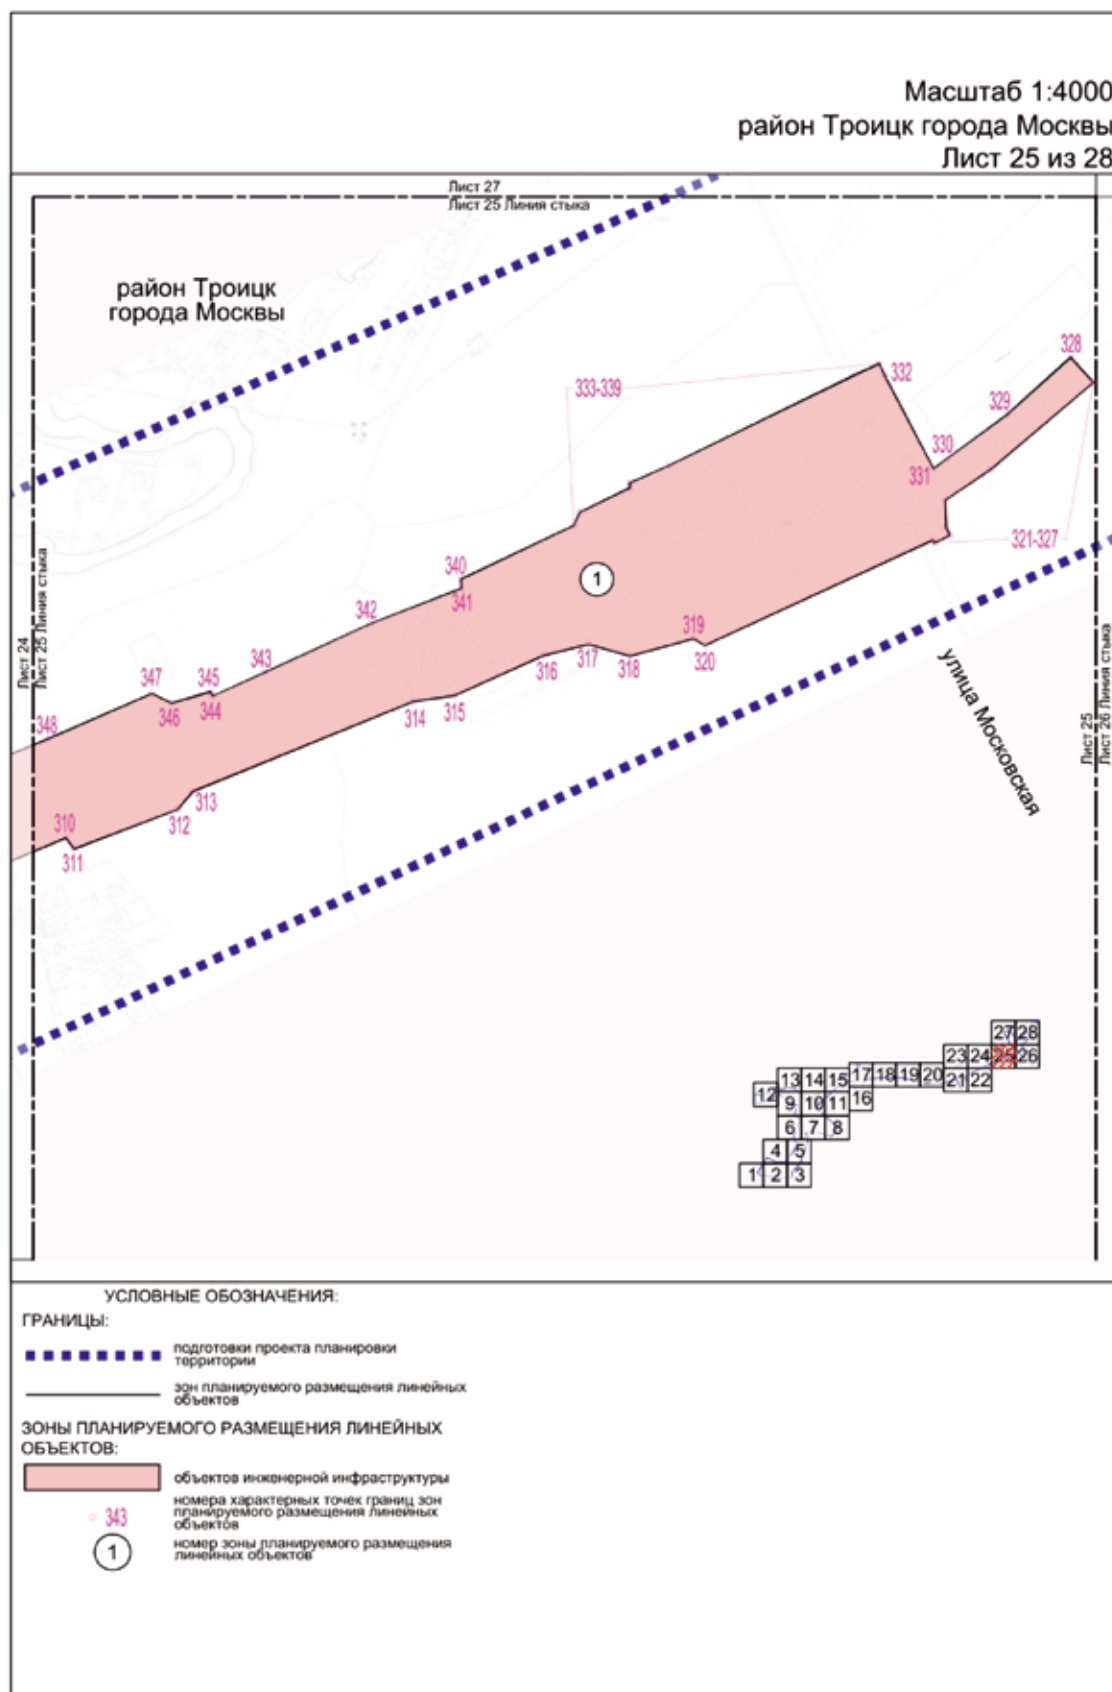 Масштаб 1:4000
район Троицк города Москвы
Лист 25 из 28
Лист 27
Лист 25 Линия стыка
район Троицк
города Москвы
328
332
333-339
329
330
331
321-327
340
1
341
342
Лист 24
Лист 25 Линия стыка
319
343
317
320
316
318
347
345
346
344
314
315
348
улица Московская
Лист 25
Лист 26 Линия стыка
313
312
310
311
27 28
23 24 25 26
13 14 15 17 18 19 20 21 22
12 9 10 11 16
6 7 8
4 5
1 2 3
УСЛОВНЫЕ ОБОЗНАЧЕНИЯ:
ГРАНИЦЫ:
подготовки проекта планировки
территории
зон планируемого размещения линейных
объектов
ЗОНЫ ПЛАНИРУЕМОГО РАЗМЕЩЕНИЯ ЛИНЕЙНЫХ
ОБЪЕКТОВ:
объектов инженерной инфраструктуры
343
номера характерных точек границ зон
планируемого размещения линейных
объектов
1
номер зоны планируемого размещения
линейных объектов